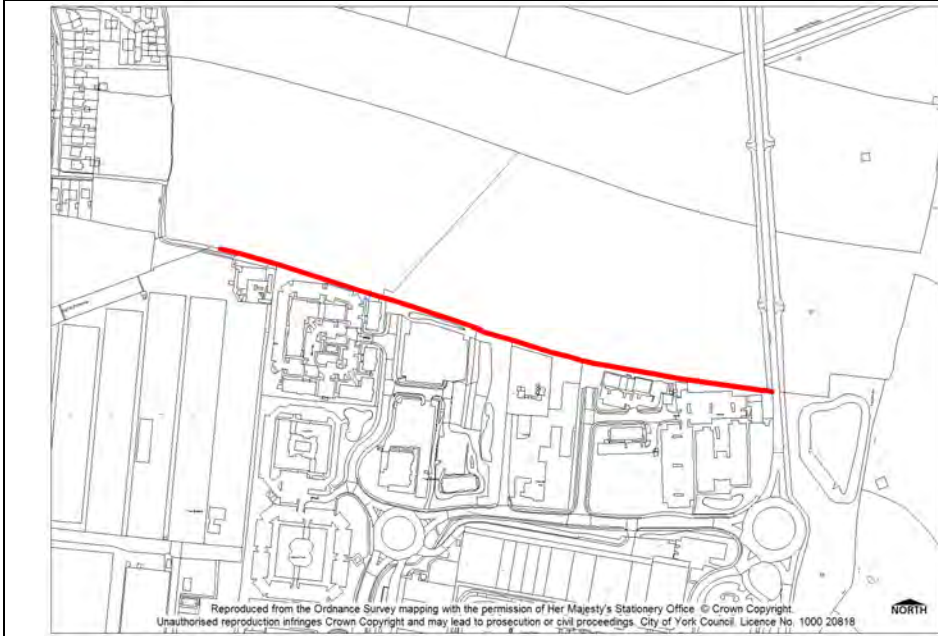 NORTH
Reproduced from the Ordnance Survey mapping with the permission of Her Majesty's Stationery Office © Crown Copyright.
Unauthorised reproduction infringes Crown Copyright and may lead to prosecution or civil proceedings. City of York Council. Licence No. 1000 20818